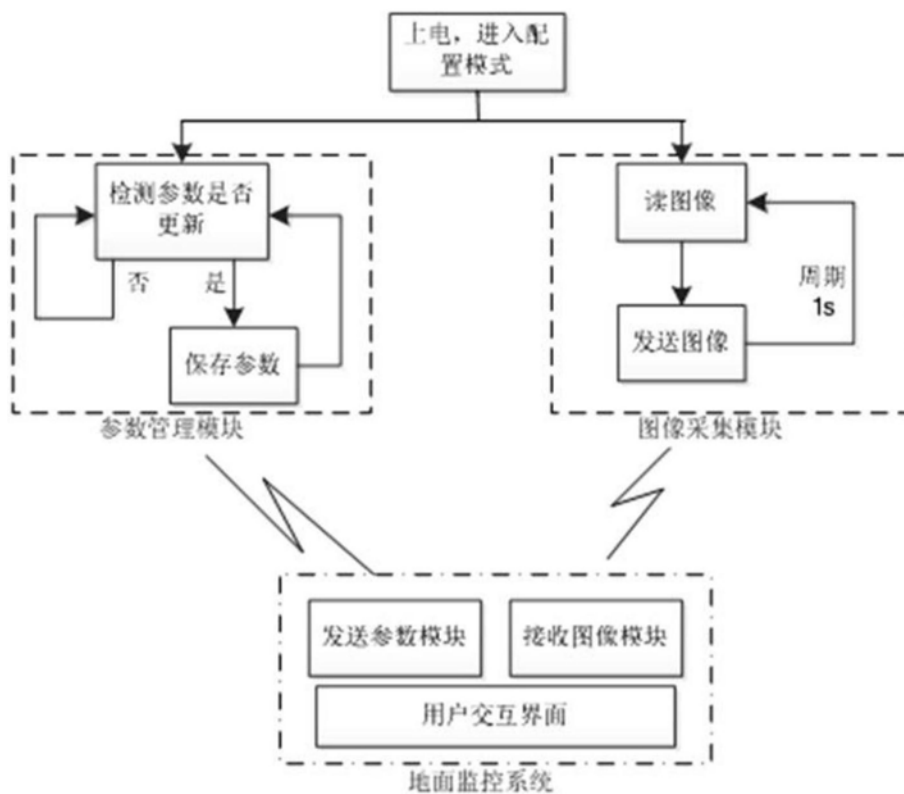 上电，进入配
置模式
检测参数是否
更新
否
是
保存参数
参数管理模块
读图像
周期
1s
发送图像
图像采集模块
发送参数模块
接收图像模块
用户交互界面
地面监控系统